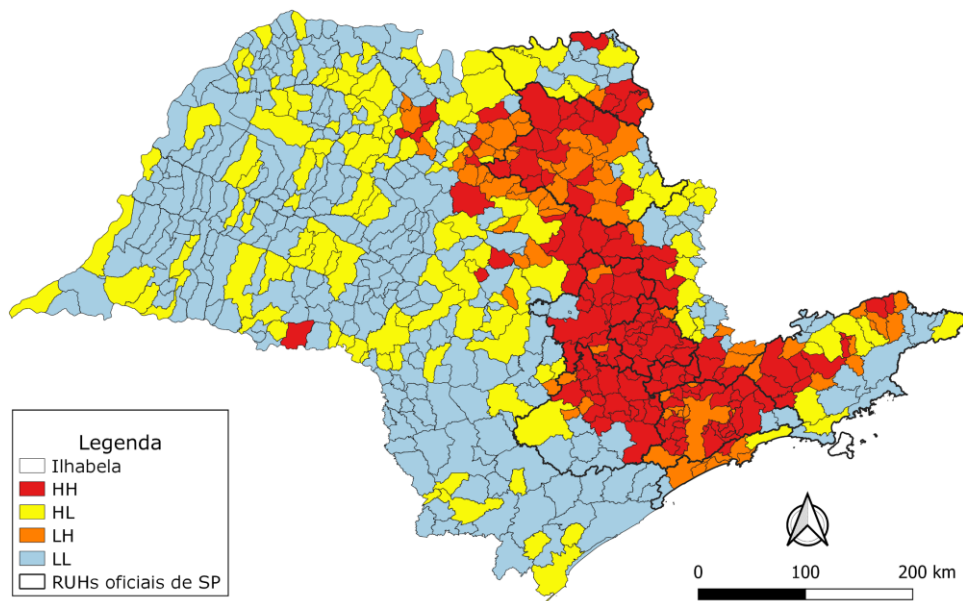 Legenda
Ilhabela
HH
HL
LH
LL
RUHs oficiais de SP
0 100 200 km